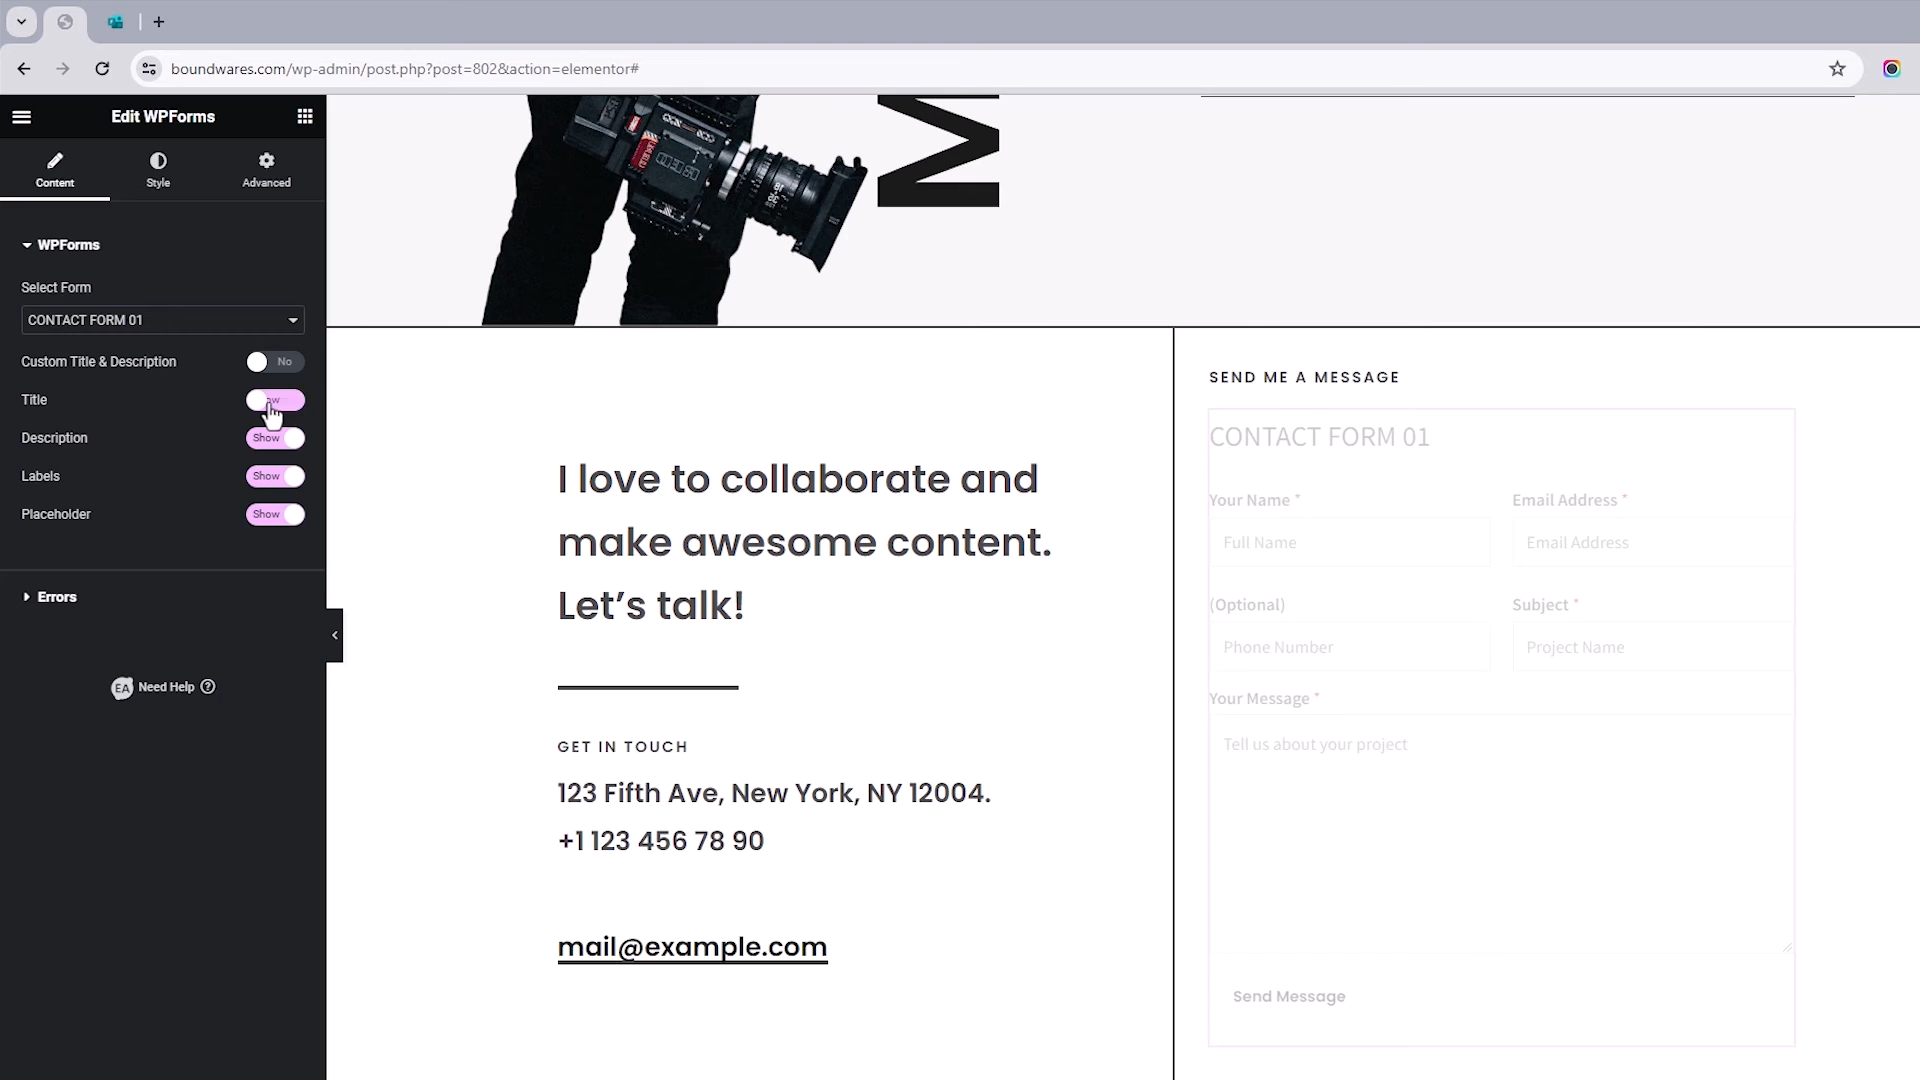 boundwares.com/wp-admin/post.php?post=802&action=elementor#
Edit WPForms
Content
Style
Advanced
WPForms
Select Form
CONTACT FORM 01
Custom Title & Description
No
Title
Description
Show
Labels
Show
Placeholder
Show
Errors
EA
Need Help
M
SEND ME A MESSAGE
CONTACT FORM 01
I love to collaborate and
make awesome content.
Let’s talk!
GET IN TOUCH
123 Fifth Ave, New York, NY 12004.
+1 123 456 78 90
mail@example.com
Your Name *
Email Address *
Full Name
Email Address
(Optional)
Subject *
Phone Number
Project Name
Your Message *
Tell us about your project
Send Message